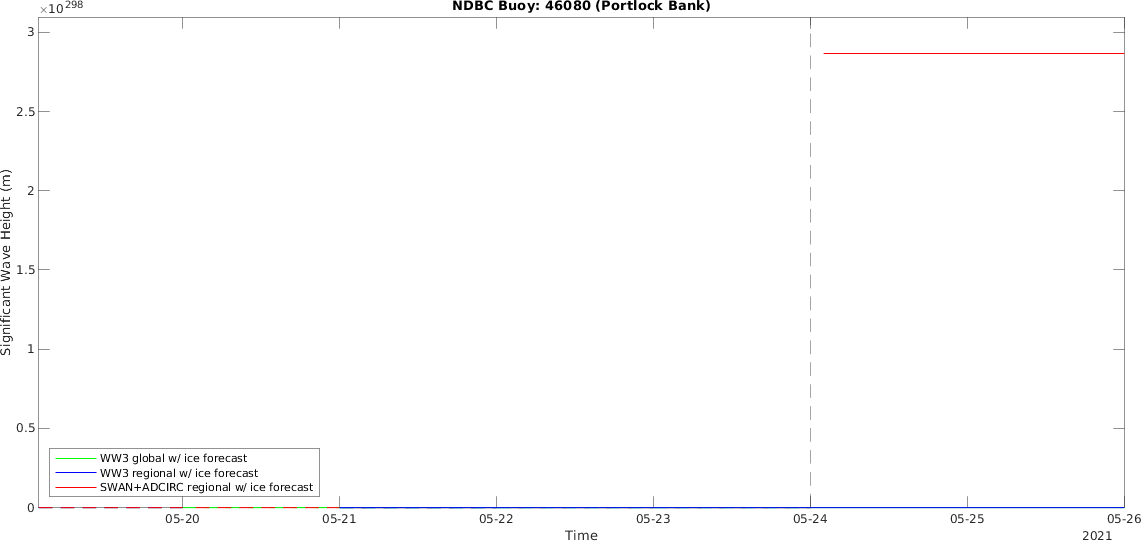 NDBC Buoy: 46080 (Portlock Bank)
×10^298
3
2.5
2
1.5
1
0.5
0
Significant Wave Height (m)
WW3 global w/ ice forecast
WW3 regional w/ ice forecast
SWAN+ADCIRC regional w/ ice forecast
05-20 05-21 05-22 05-23 05-24 05-25 05-26
Time
2021